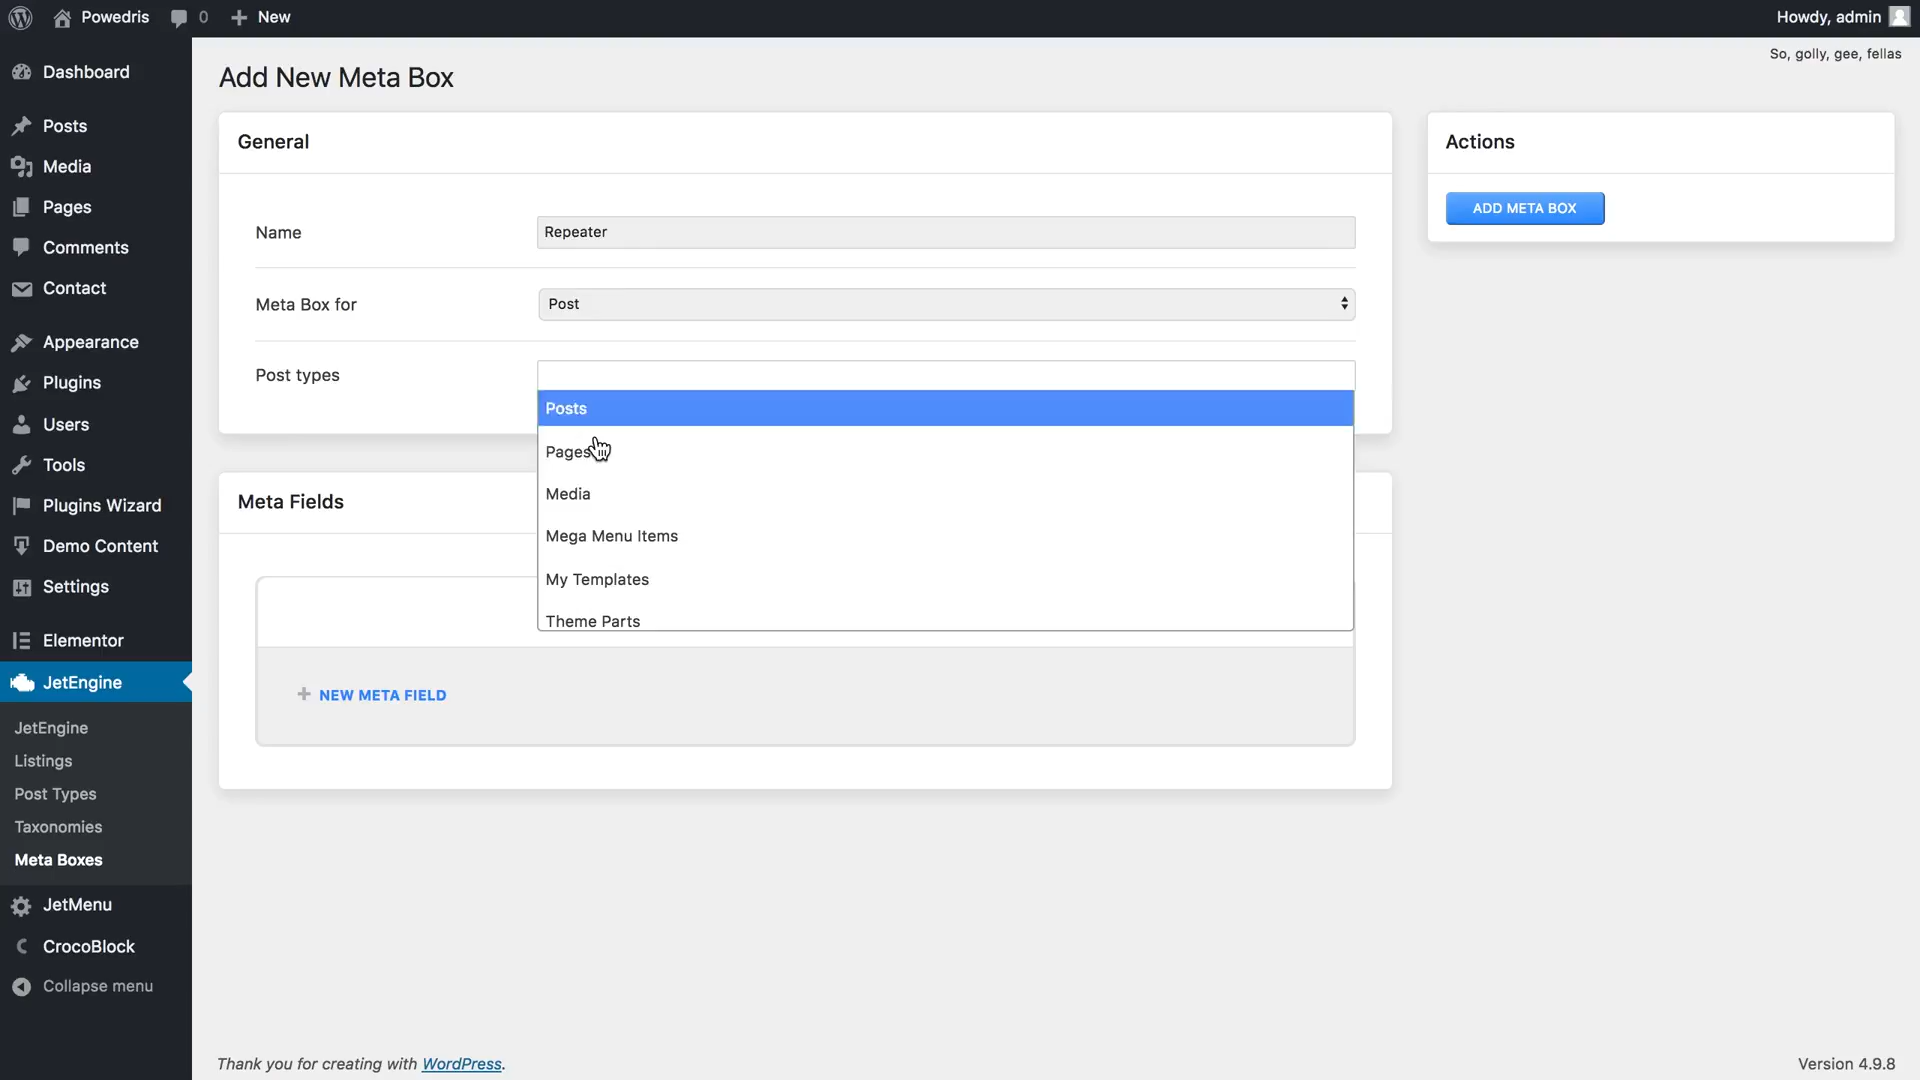 Powedris
0
New
Howdy, admin
So, golly, gee, fellas
Dashboard
Posts
Media
Pages
Comments
Contact
Appearance
Plugins
Users
Tools
Plugins Wizard
Demo Content
Settings
Elementor
JetEngine
JetEngine
Listings
Post Types
Taxonomies
Meta Boxes
JetMenu
CrocoBlock
Collapse menu
Add New Meta Box
General
Name
Repeater
Meta Box for
Post
Post types
Posts
Pages
Media
Mega Menu Items
My Templates
Theme Parts
Meta Fields
+ NEW META FIELD
Actions
ADD META BOX
Thank you for creating with WordPress.
Version 4.9.8